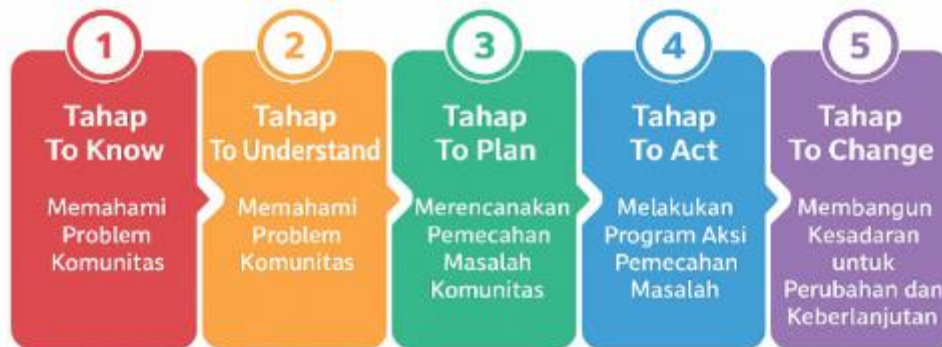 1
Tahap
To Know
Memahami
Problem
Komunitas
2
Tahap
To Understand
Memahami
Problem
Komunitas
3
Tahap
To Plan
Merencanakan
Pemecahan
Masalah
Komunitas
4
Tahap
To Act
Melakukan
Program Aksi
Pemecahan
Masalah
5
Tahap
To Change
Membangun
Kesadaran
untuk
Perubahan dan
Keberlanjutan